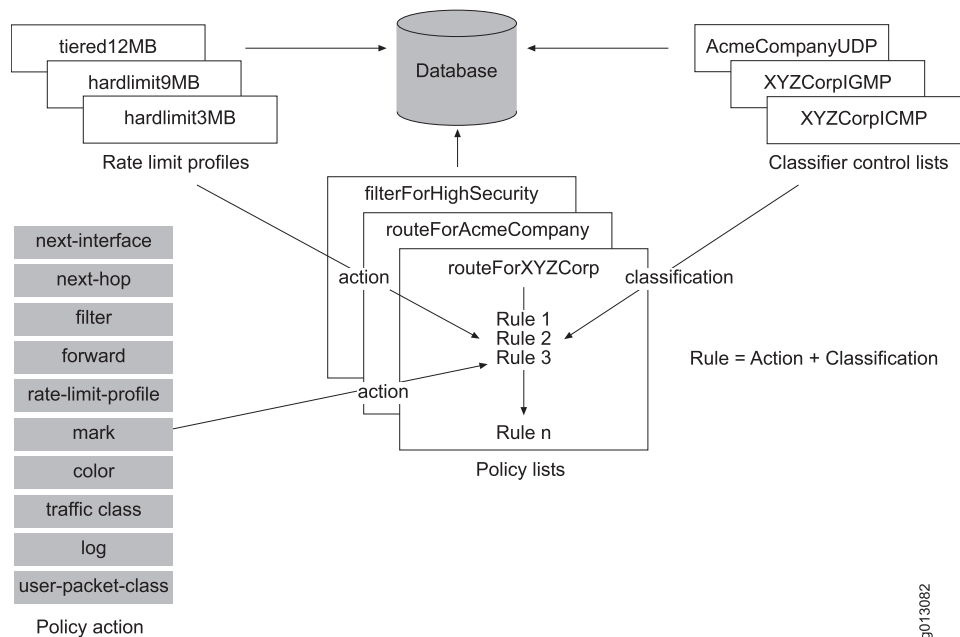 tiered12MB
hardlimit9MB
hardlimit3MB
Rate limit profiles
Database
AcmeCompanyUDP
XYZCorpIGMP
XYZCorpICMP
Classifier control lists
filterForHighSecurity
routeForAcmeCompany
routeForXYZCorp
action
classification
Rule 1
Rule 2
Rule 3
action
Rule n
Policy lists
Rule = Action + Classification
next-interface
next-hop
filter
forward
rate-limit-profile
mark
color
traffic class
log
user-packet-class
Policy action
g013082